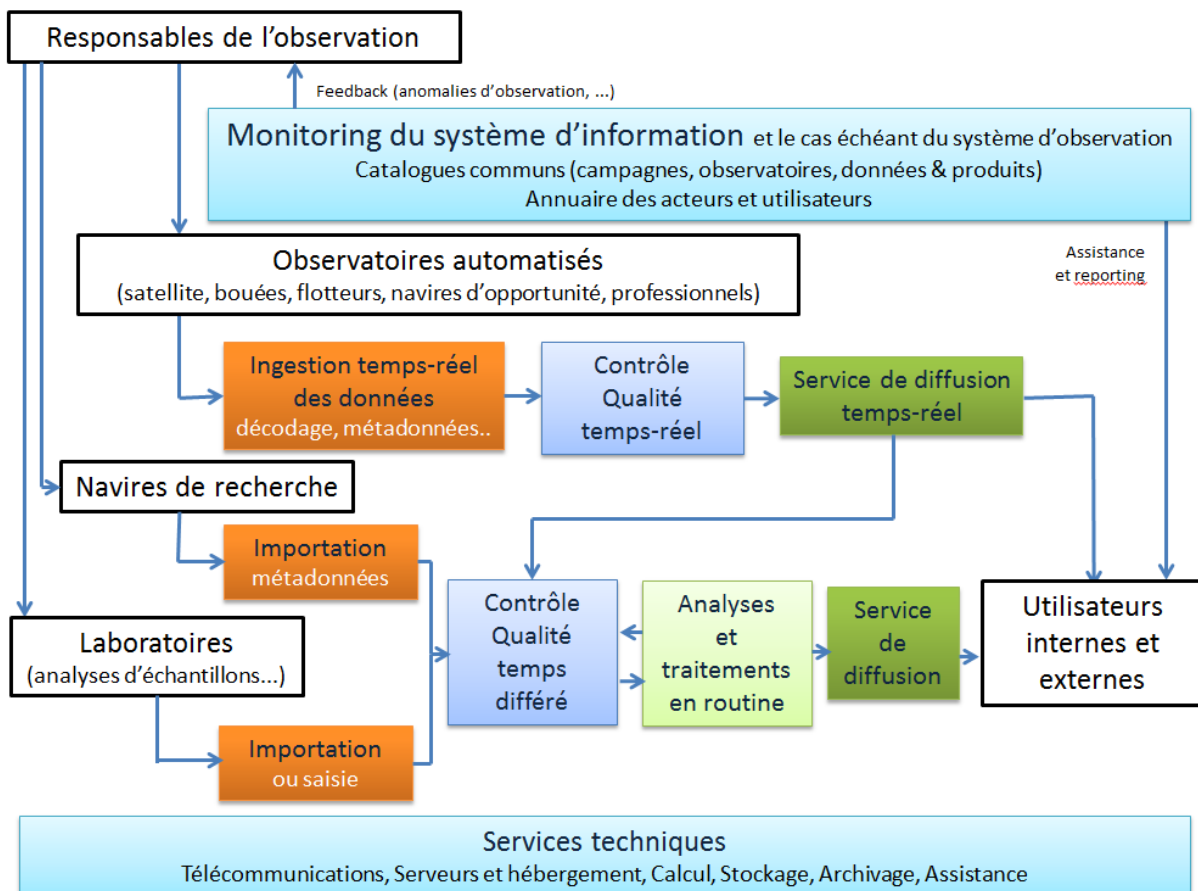 Responsables de l’observation
Feedback (anomalies d’observation, ...)
Monitoring du système d’information et le cas échéant du système d’observation
Catalogues communs (campagnes, observatoires, données & produits)
Annuaire des acteurs et utilisateurs
Assistance
et reporting
Observatoires automatisés
(satellite, bouées, flotteurs, navires d’opportunité, professionnels)
Ingestion temps-réel
des données
décodage, métadonnées..
Contrôle
Qualité
temps-réel
Service de diffusion
temps-réel
Navires de recherche
Importation
métadonnées
Laboratoires
(analyses d’échantillons...)
Importation
ou saisie
Contrôle
Qualité
temps
différé
Analyses
et
traitements
en routine
Service
de
diffusion
Utilisateurs
internes et
externes
Services techniques
Télécommunications, Serveurs et hébergement, Calcul, Stockage, Archivage, Assistance